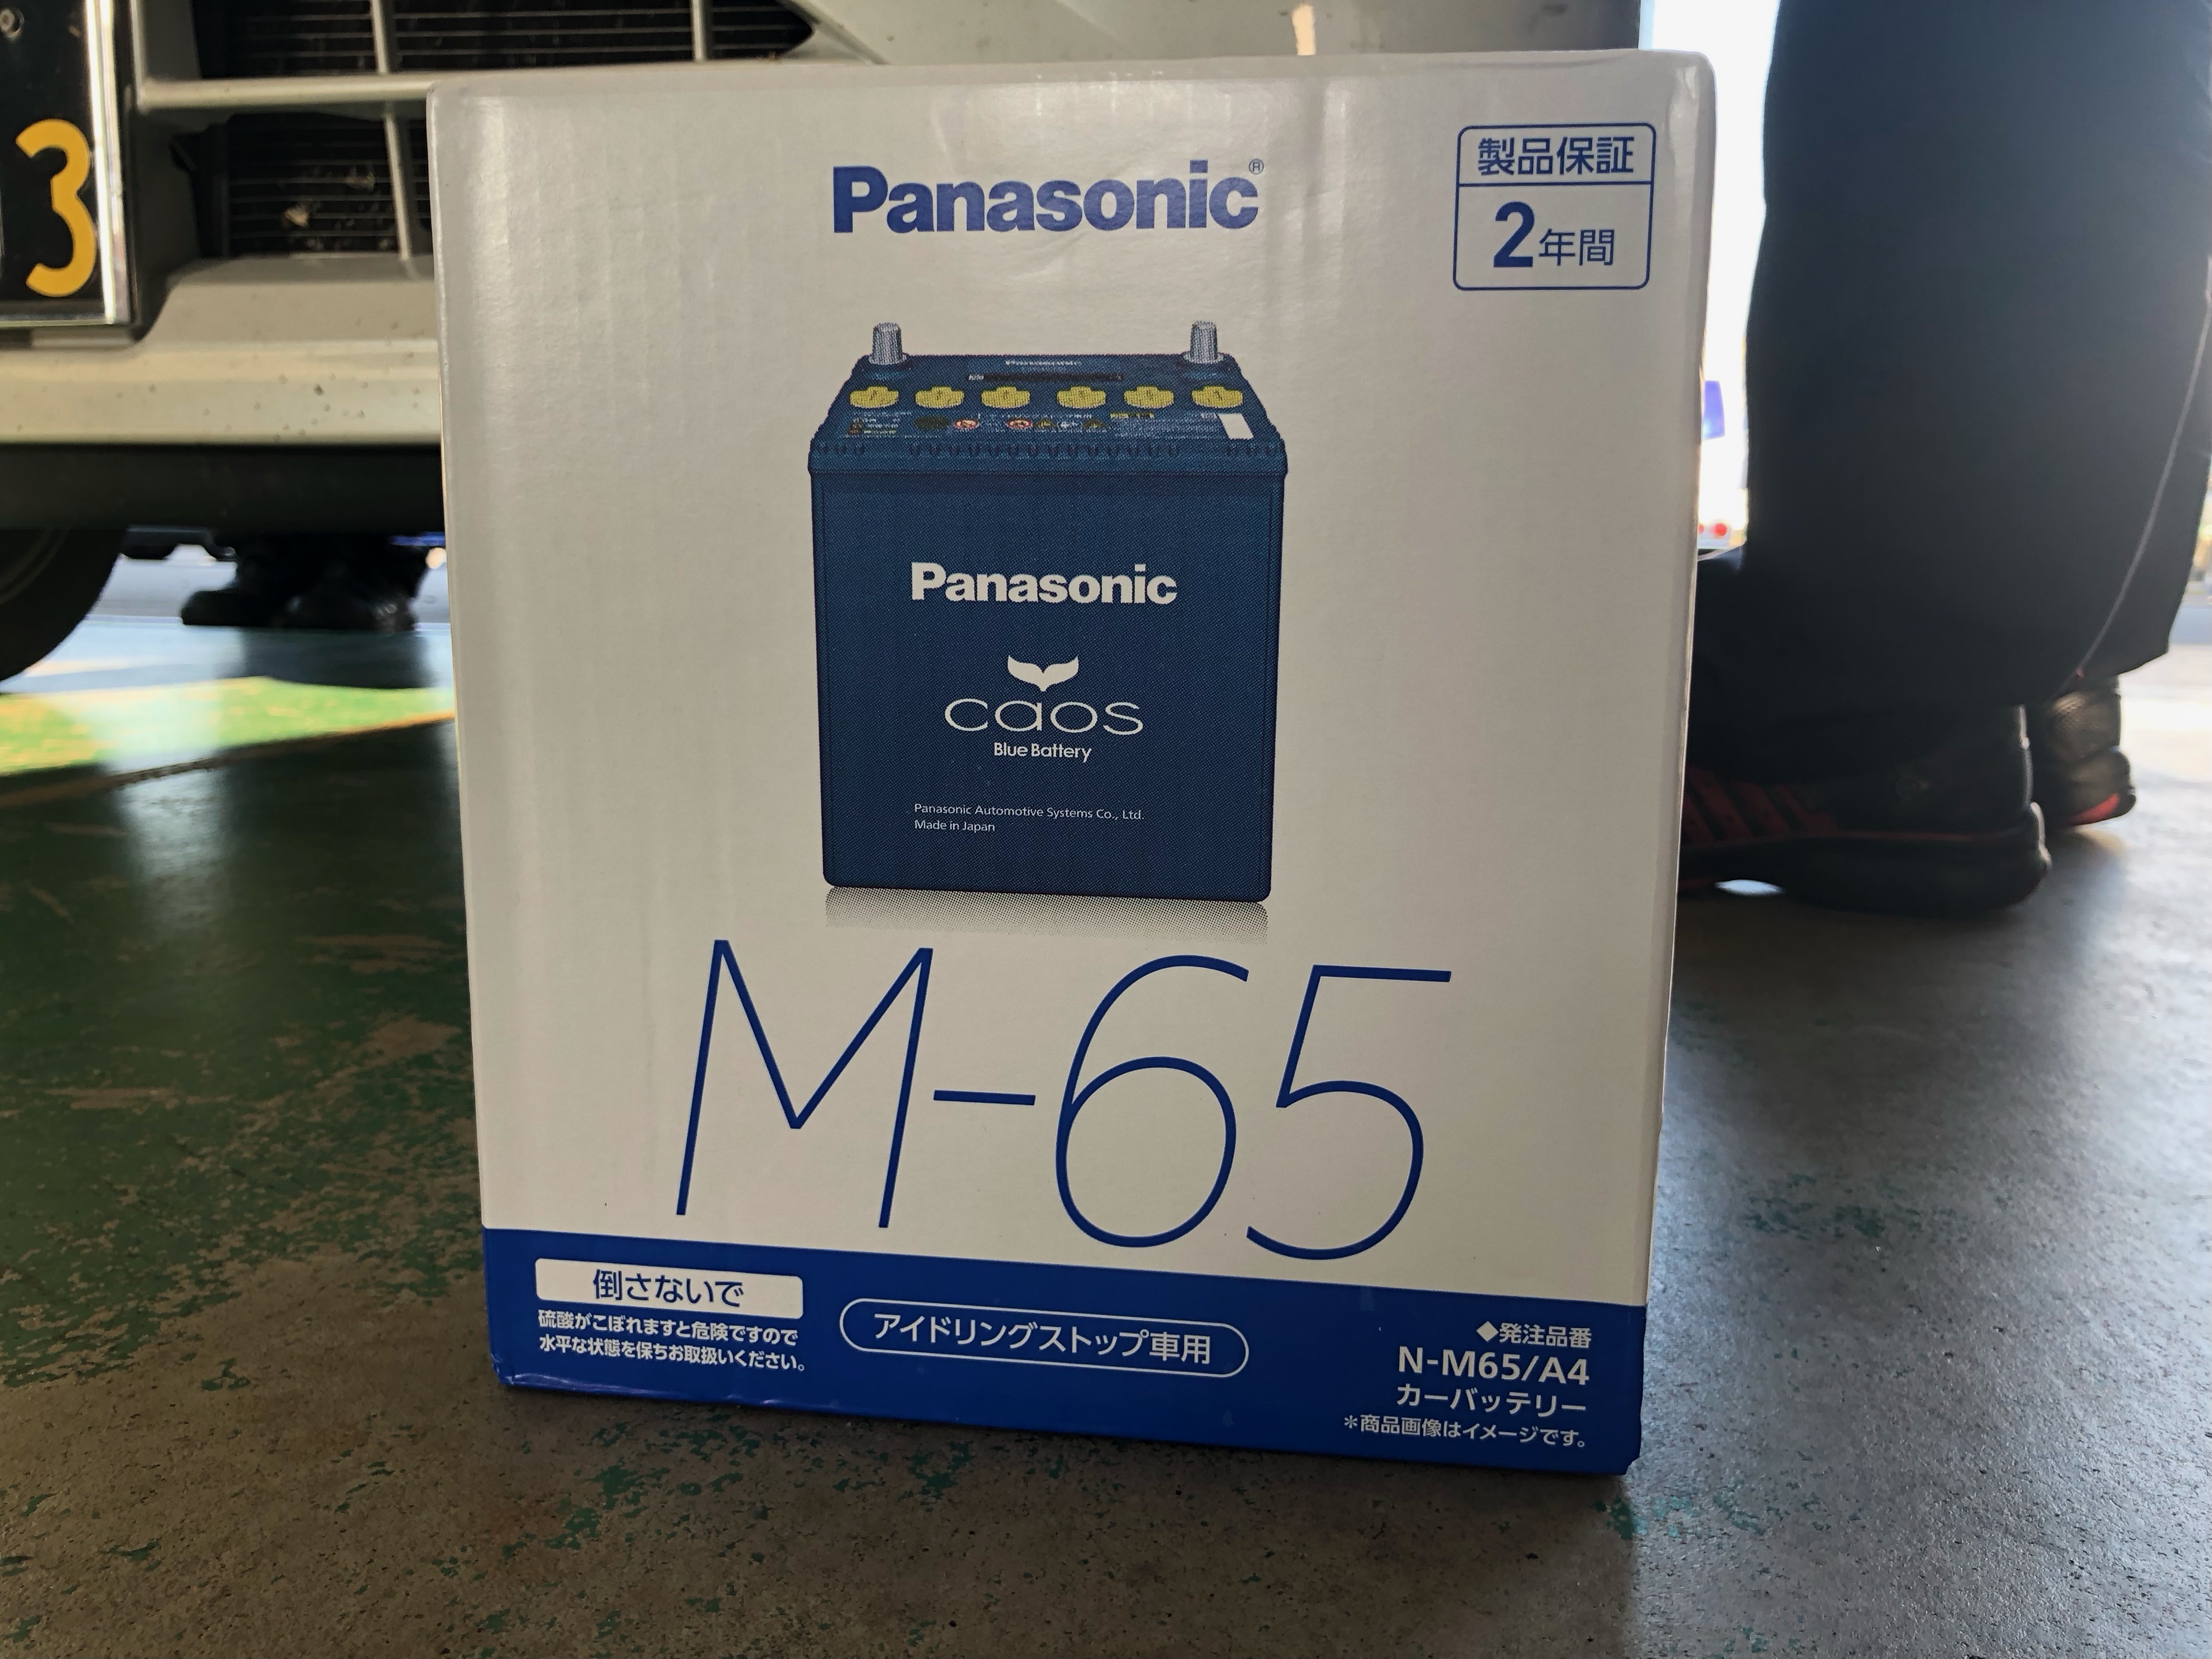 3
Panasonic®
製品保証
2年間
Panasonic
Panasonic
caos
Blue Battery
Panasonic Automotive Systems Co., Ltd.
Made in Japan
M-65
倒さないで
硫酸がこぼれますと危険ですので
水平な状態を保ちお取扱いください。
アイドリングストップ車用
◆発注品番
N-M65/A4
カーバッテリー
*商品画像はイメージです。